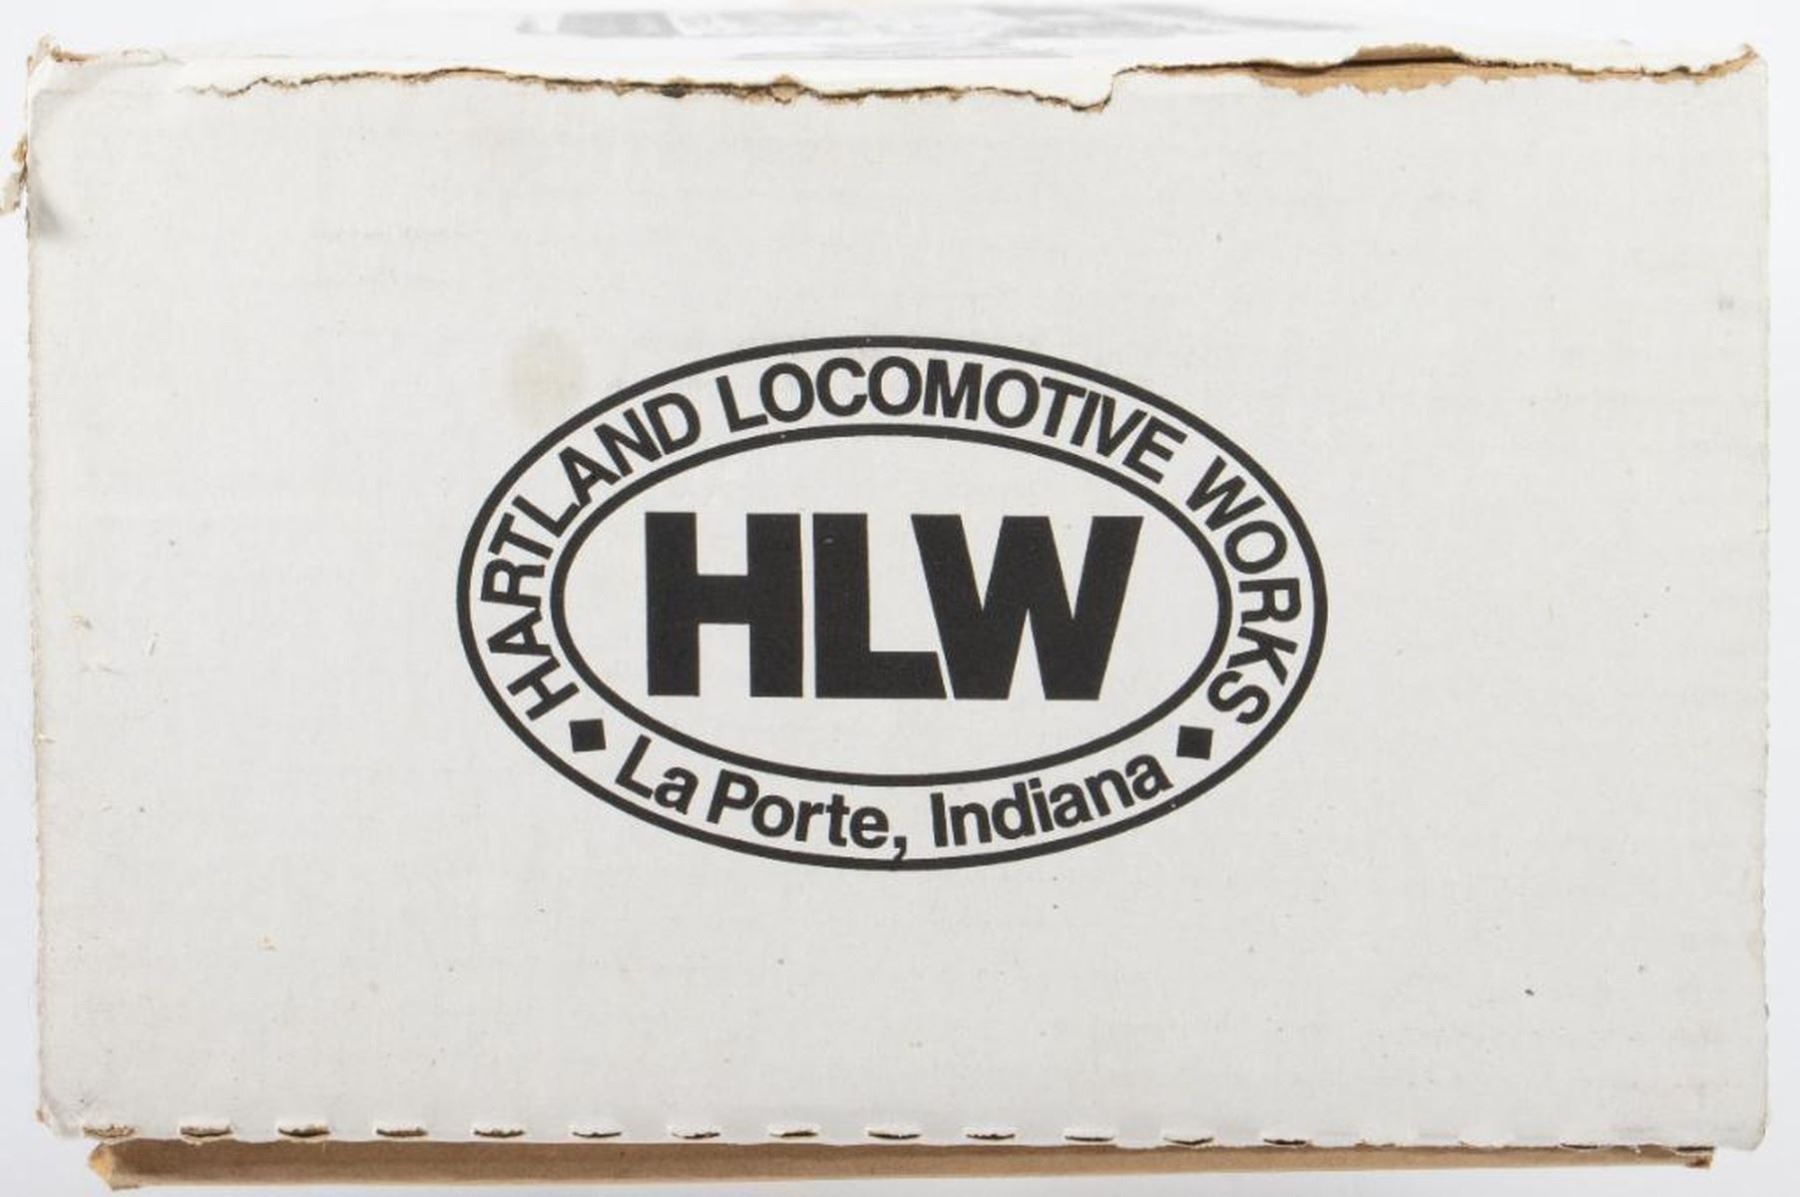 HARTLAND LOCOMOTIVE WORKS
HLW
La Porte, Indiana